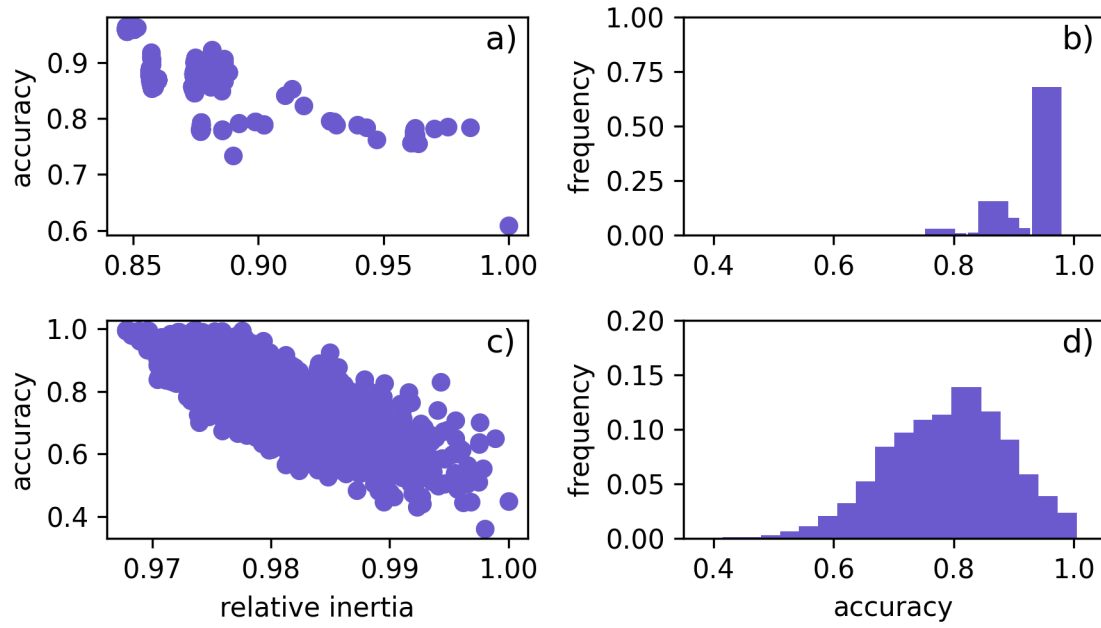 a)
accuracy
0.9
0.8
0.7
0.6
0.85 0.90 0.95 1.00
b)
frequency
1.00
0.75
0.50
0.25
0.00
0.4 0.6 0.8 1.0
c)
accuracy
1.0
0.8
0.6
0.4
0.97 0.98 0.99 1.00
relative inertia
d)
frequency
0.20
0.15
0.10
0.05
0.00
0.4 0.6 0.8 1.0
accuracy